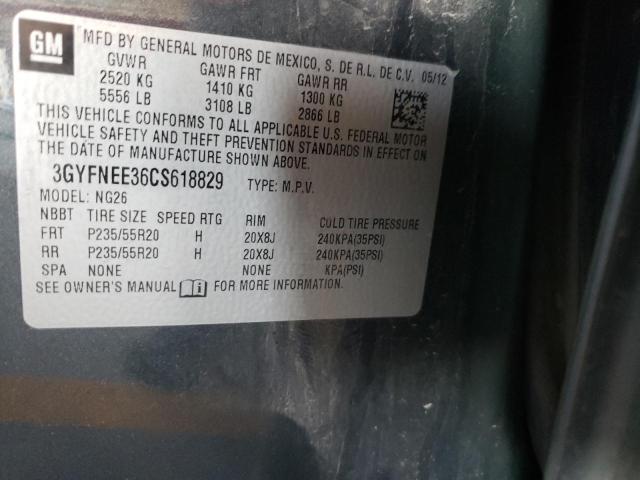 GM
MFD BY GENERAL MOTORS DE MEXICO, S. DE R.L. DE C.V. 05/12
GVWR GAWR FRT GAWR RR
2520 KG 1410 KG 1300 KG
5556 LB 3108 LB 2866 LB
THIS VEHICLE CONFORMS TO ALL APPLICABLE U.S. FEDERAL MOTOR
VEHICLE SAFETY AND THEFT PREVENTION STANDARDS IN EFFECT ON
THE DATE OF MANUFACTURE SHOWN ABOVE.
3GYFNEE36CS618829 TYPE: M.P.V.
MODEL: NG26
NBBT TIRE SIZE SPEED RTG RIM COLD TIRE PRESSURE
FRT P235/55R20 H 20X8J 240KPA(35PSI)
RR P235/55R20 H 20X8J 240KPA(35PSI)
SPA NONE NONE KPA(PSI)
SEE OWNER'S MANUAL i FOR MORE INFORMATION.